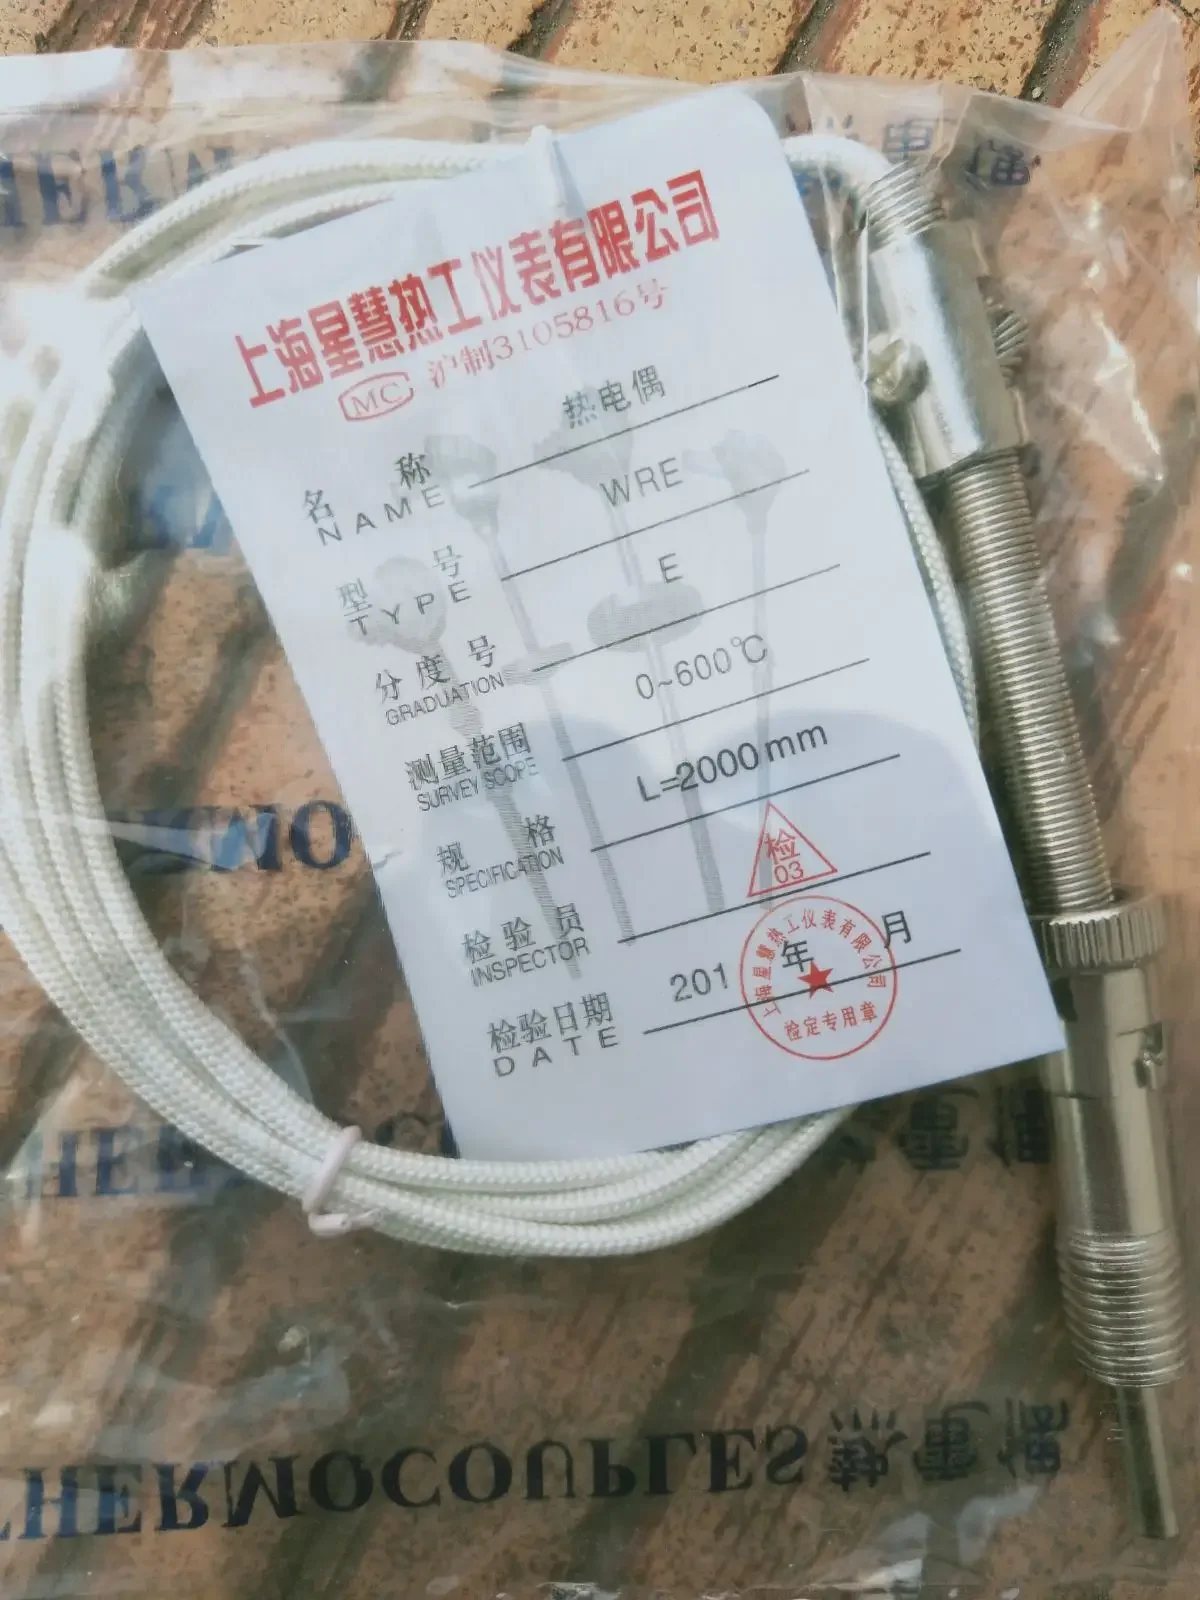 上海星慧热工仪表有限公司
MC 沪制3105816号
名称 热电偶
NAME
型号 WRE
TYPE
分度号 E
GRADUATION
测量范围 0~600℃
SURVEY SCOPE
规格 L=2000mm
SPECIFICATION
检 03
检验员
INSPECTOR
检验日期 201 年 月
DATE
上海星慧热工仪表有限公司
检定专用章
THERMOCOUPLES 热電偶